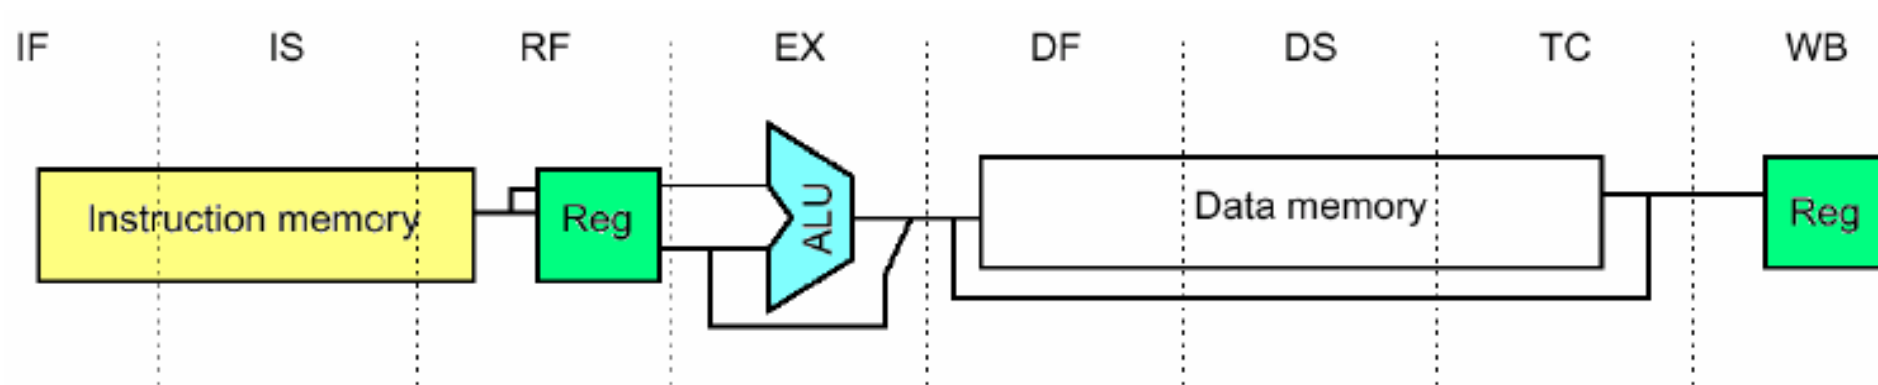 IF IS RF EX DF DS TC WB
Instruction memory Reg ALU Data memory Reg